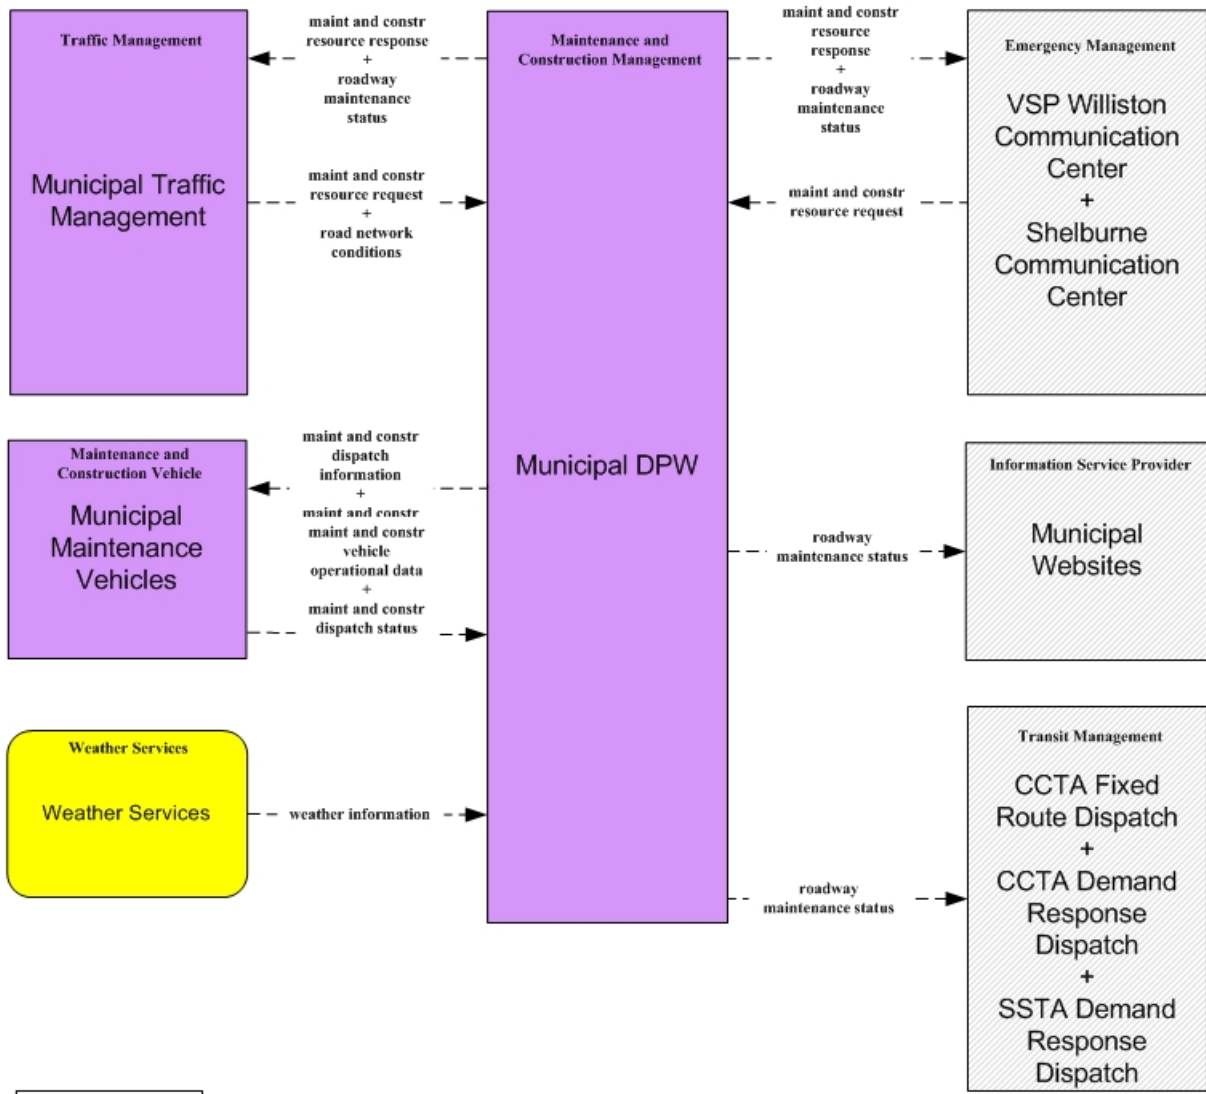 Traffic Management
Municipal Traffic
Management
maint and constr
resource response
+
roadway
maintenance
status
maint and constr
resource request
+
road network
conditions
Maintenance and
Construction Management
Municipal DPW
maint and constr
resource
response
+
roadway
maintenance
status
maint and constr
resource request
Emergency Management
VSP Williston
Communication
Center
+
Shelburne
Communication
Center
Maintenance and
Construction Vehicle
Municipal
Maintenance
Vehicles
maint and constr
dispatch
information
+
maint and constr
maint and constr
vehicle
operational data
+
maint and constr
dispatch status
roadway
maintenance status
Information Service Provider
Municipal
Websites
Weather Services
Weather Services
weather information
roadway
maintenance status
Transit Management
CCTA Fixed
Route Dispatch
+
CCTA Demand
Response
Dispatch
+
SSTA Demand
Response
Dispatch